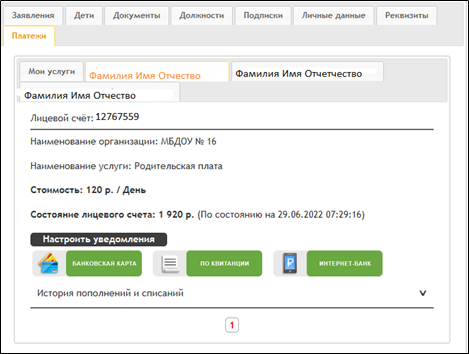 Заявления Дети Документы Должности Подписки Личные данные Реквизиты
Платежи
Мои услуги Фамилия Имя Отчество Фамилия Имя Отчетчество
Фамилия Имя Отчество
Лицевой счёт: 12767559
Наименование организации: МБДОУ № 16
Наименование услуги: Родительская плата
Стоимость: 120 р. / День
Состояние лицевого счета: 1 920 р. (По состоянию на 29.06.2022 07:29:16)
Настроить уведомления
БАНКОВСКАЯ КАРТА ПО КВИТАНЦИИ ИНТЕРНЕТ-БАНК
История пополнений и списаний
1